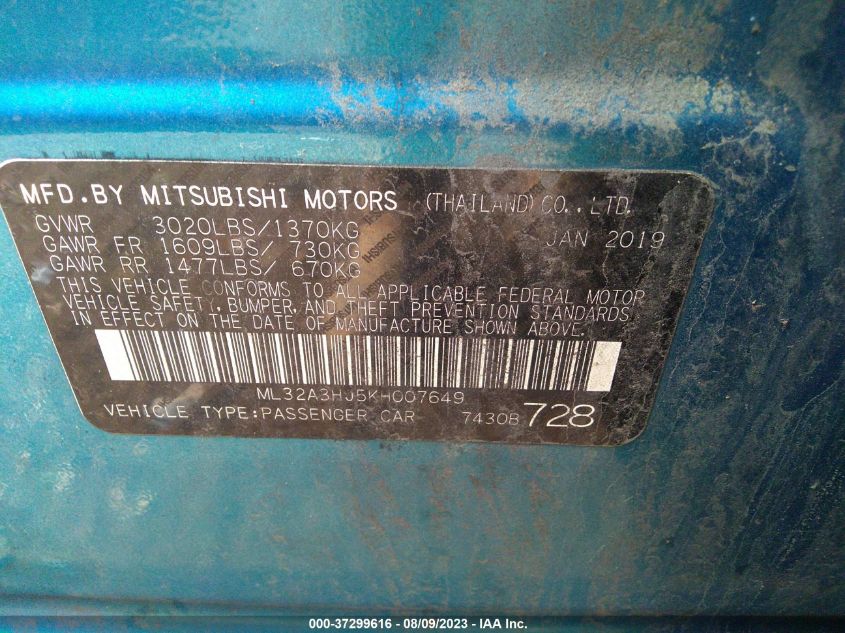 MFD.BY MITSUBISHI MOTORS (THAILAND) CO., LTD.
GVWR 3020LBS/1370KG JAN 2019
GAWR FR 1609LBS/ 730KG
GAWR RR 1477LBS/ 670KG
THIS VEHICLE CONFORMS TO ALL APPLICABLE FEDERAL MOTOR
VEHICLE SAFETY, BUMPER, AND THEFT PREVENTION STANDARDS
IN EFFECT ON THE DATE OF MANUFACTURE SHOWN ABOVE.
ML32A3HJ5KH007649
VEHICLE TYPE:PASSENGER CAR 7430B 728
000-37299616 - 08/09/2023 - IAA Inc.